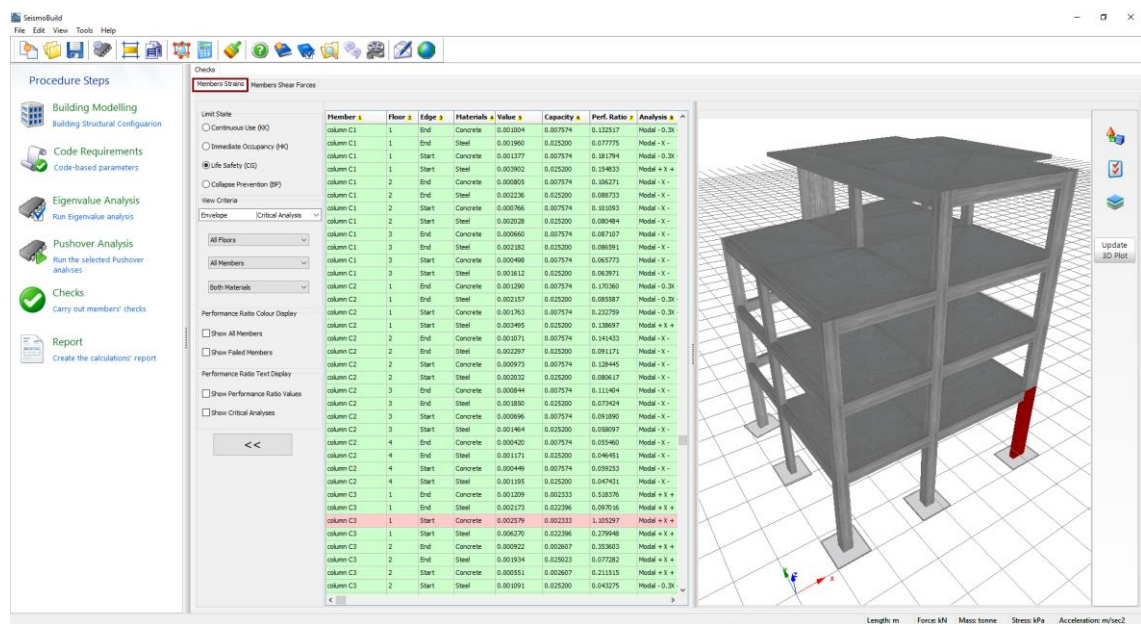 SeismoBuild
File Edit View Tools Help
Procedure Steps
Building Modelling
Building Structural Configuarion
Code Requirements
Code-based parameters
Eigenvalue Analysis
Run Eigenvalue analysis
Pushover Analysis
Run the selected Pushover
analyses
Checks
Carry out members' checks
Report
Create the calculations' report
Checks
Members Strains Members Shear Forces
Limit State
Continuous Use (KK)
Immediate Occupancy (HK)
Life Safety (CG)
Collapse Prevention (BP)
View Criteria
Envelope Critical Analysis
All Floors
All Members
Both Materials
Performance Ratio Colour Display
Show All Members
Show Failed Members
Performance Ratio Text Display
Show Performance Ratio Values
Show Critical Analyses
<<
Member 1 Floor 2 Edge 3 Materials 4 Value 5 Capacity 6 Perf. Ratio 7 Analysis 8
column C1 1 End Concrete 0.001004 0.007574 0.132517 Modal - 0.3X
column C1 1 End Steel 0.001960 0.025200 0.077775 Modal - X -
column C1 1 Start Concrete 0.001377 0.007574 0.181794 Modal - 0.3X
column C1 1 Start Steel 0.003902 0.025200 0.154833 Modal + X +
column C1 2 End Concrete 0.000805 0.007574 0.106271 Modal - X -
column C1 2 End Steel 0.002236 0.025200 0.088733 Modal - X -
column C1 2 Start Concrete 0.000766 0.007574 0.101093 Modal - X -
column C1 2 Start Steel 0.002028 0.025200 0.080484 Modal - X -
column C1 3 End Concrete 0.000660 0.007574 0.087107 Modal - X -
column C1 3 End Steel 0.002182 0.025200 0.086591 Modal - X -
column C1 3 Start Concrete 0.000498 0.007574 0.065773 Modal - X -
column C1 3 Start Steel 0.001612 0.025200 0.063971 Modal - X -
column C2 1 End Concrete 0.001290 0.007574 0.170360 Modal - 0.3X
column C2 1 End Steel 0.002157 0.025200 0.085587 Modal - 0.3X
column C2 1 Start Concrete 0.001763 0.007574 0.232759 Modal - 0.3X
column C2 1 Start Steel 0.003495 0.025200 0.138697 Modal + X +
column C2 2 End Concrete 0.001071 0.007574 0.141433 Modal - X -
column C2 2 End Steel 0.002297 0.025200 0.091171 Modal - X -
column C2 2 Start Concrete 0.000973 0.007574 0.128445 Modal - X -
column C2 2 Start Steel 0.002032 0.025200 0.080617 Modal - X -
column C2 3 End Concrete 0.000844 0.007574 0.111404 Modal - X -
column C2 3 End Steel 0.001850 0.025200 0.073424 Modal - X -
column C2 3 Start Concrete 0.000696 0.007574 0.091890 Modal - X -
column C2 3 Start Steel 0.001464 0.025200 0.058097 Modal - X -
column C2 4 End Concrete 0.000420 0.007574 0.055460 Modal - X -
column C2 4 End Steel 0.001171 0.025200 0.046451 Modal - X -
column C2 4 Start Concrete 0.000449 0.007574 0.059253 Modal - X -
column C2 4 Start Steel 0.001195 0.025200 0.047431 Modal - X -
column C3 1 End Concrete 0.001209 0.002333 0.518376 Modal + X +
column C3 1 End Steel 0.002173 0.022396 0.097016 Modal + X +
column C3 1 Start Concrete 0.002579 0.002333 1.105297 Modal + X +
column C3 1 Start Steel 0.006270 0.022396 0.279948 Modal + X +
column C3 2 End Concrete 0.000922 0.002607 0.353603 Modal + X +
column C3 2 End Steel 0.001934 0.025023 0.077282 Modal + X +
column C3 2 Start Concrete 0.000551 0.002607 0.211515 Modal + X +
column C3 2 Start Steel 0.001091 0.025200 0.043275 Modal - 0.3X
Update
3D Plot
x
Length: m Force: kN Mass: tonne Stress: kPa Acceleration: m/sec2